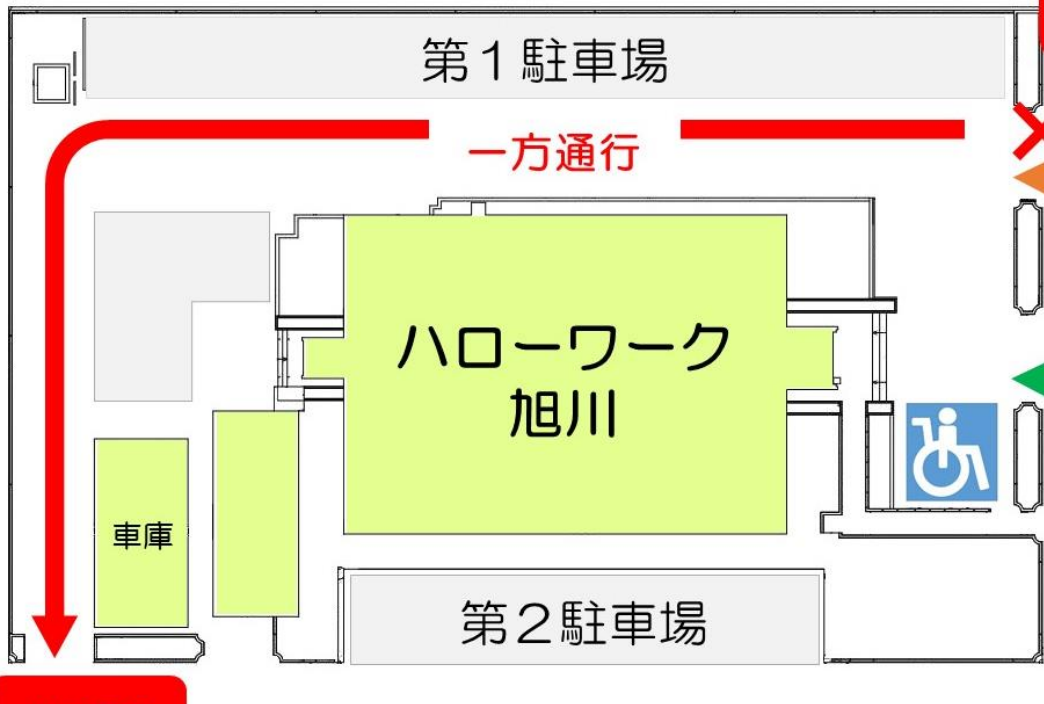 第1駐車場
一方通行
ハローワーク
旭川
車庫
第2駐車場